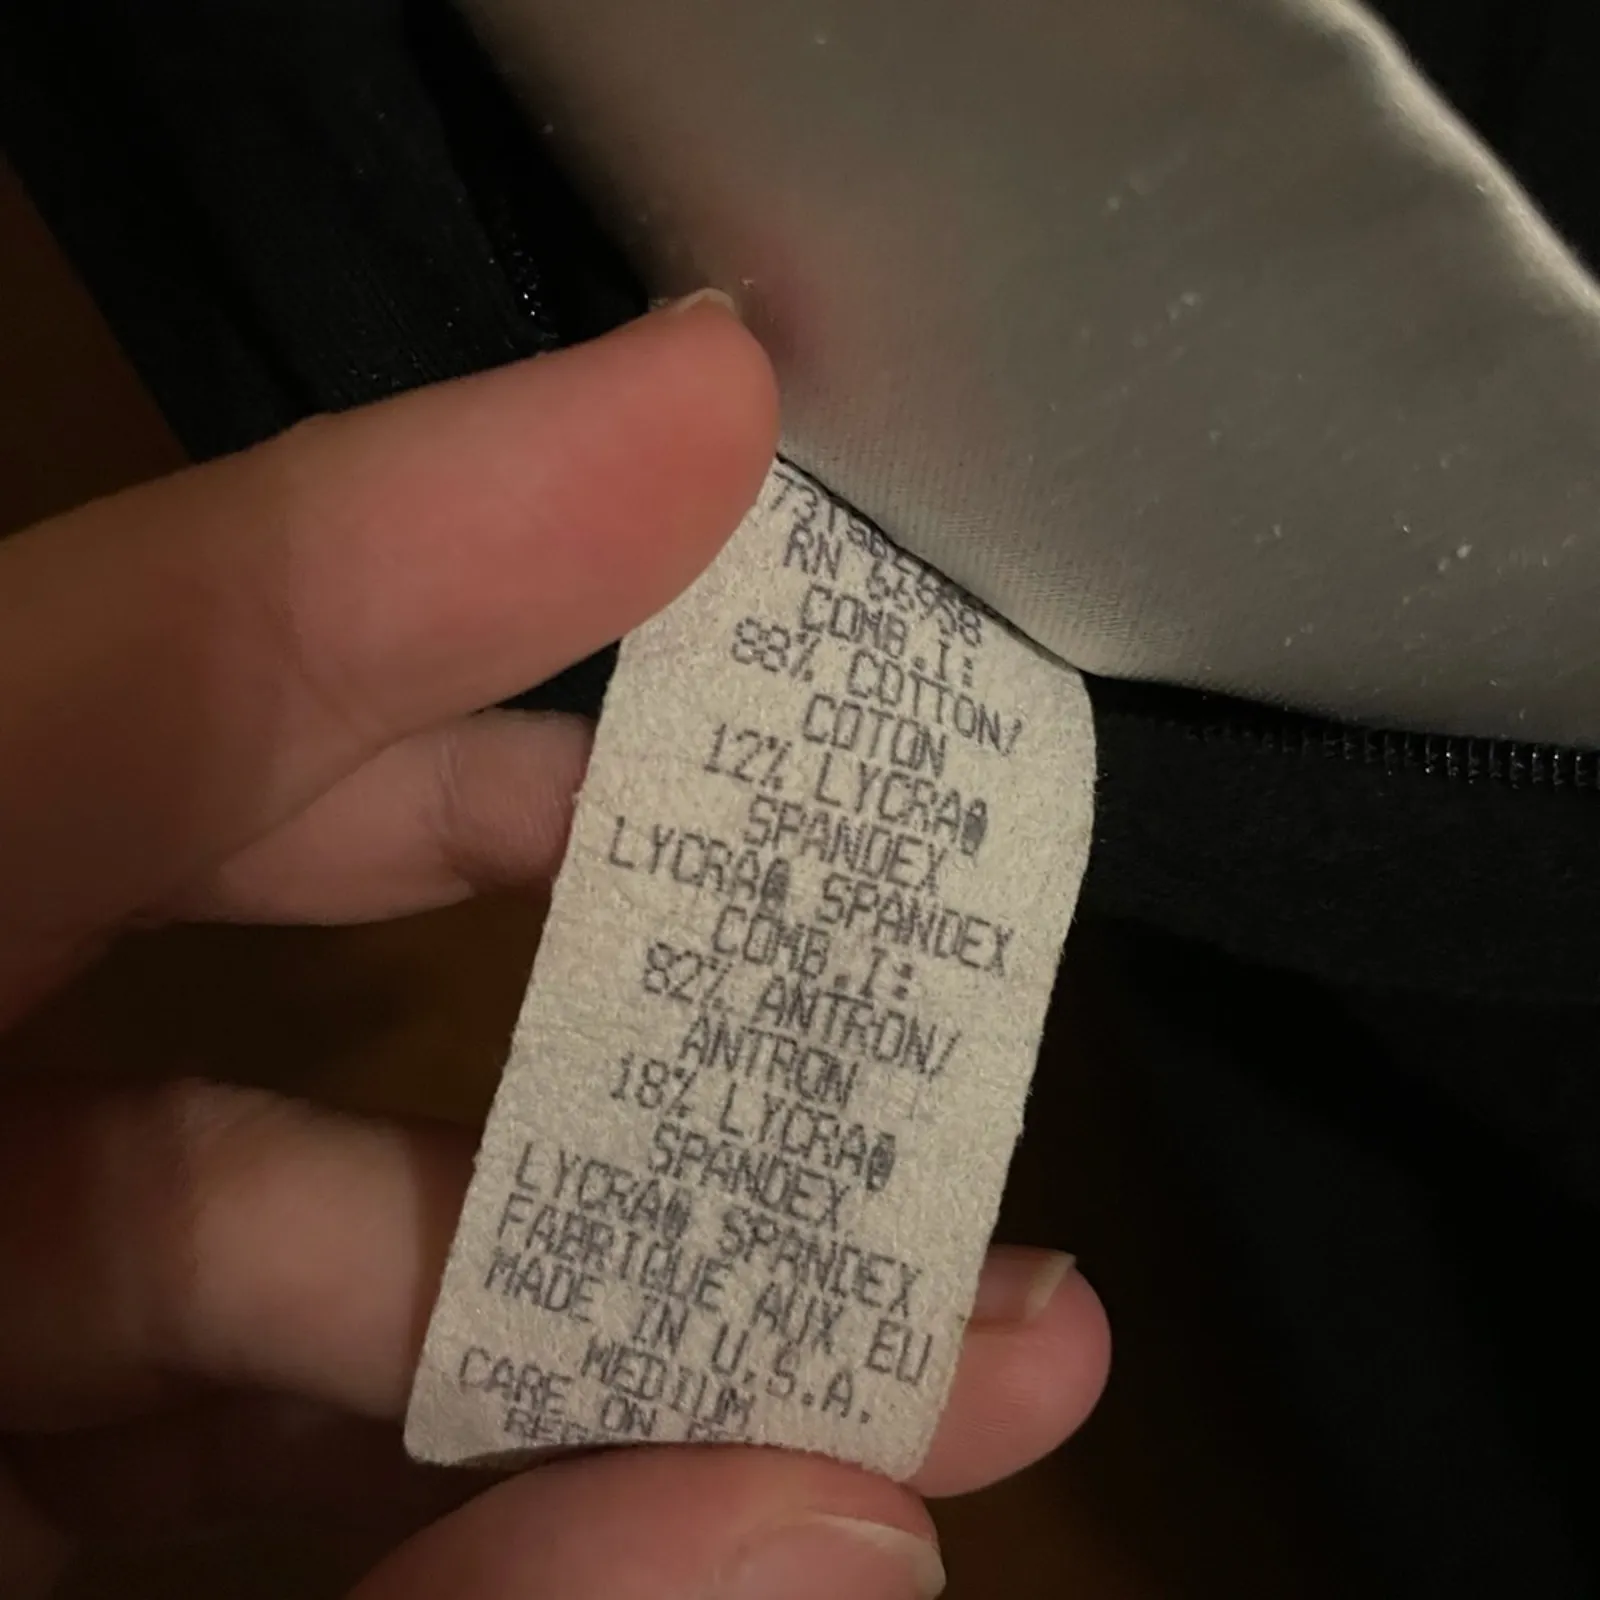 RN
COMB.I:
88% COTTON/
COTON
12% LYCRA®
SPANDEX
LYCRA® SPANDEX
COMB.I:
82% ANTRON/
ANTRON
18% LYCRA®
SPANDEX
LYCRA® SPANDEX
FABRIQUE AUX EU
MADE IN U.S.A.
MEDIUM
CARE ON